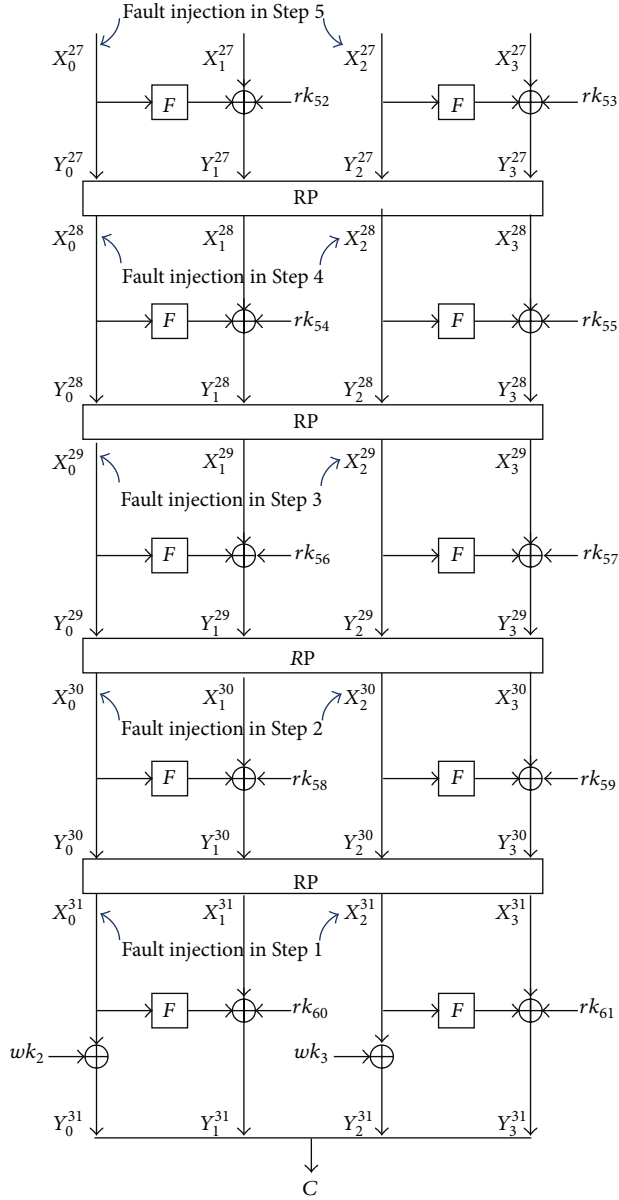 Fault injection in Step 5
X_0^{27} X_1^{27} X_2^{27} X_3^{27}
F rk_{52} F rk_{53}
Y_0^{27} Y_1^{27} Y_2^{27} Y_3^{27}
RP
X_0^{28} X_1^{28} X_2^{28} X_3^{28}
Fault injection in Step 4
F rk_{54} F rk_{55}
Y_0^{28} Y_1^{28} Y_2^{28} Y_3^{28}
RP
X_0^{29} X_1^{29} X_2^{29} X_3^{29}
Fault injection in Step 3
F rk_{56} F rk_{57}
Y_0^{29} Y_1^{29} Y_2^{29} Y_3^{29}
RP
X_0^{30} X_1^{30} X_2^{30} X_3^{30}
Fault injection in Step 2
F rk_{58} F rk_{59}
Y_0^{30} Y_1^{30} Y_2^{30} Y_3^{30}
RP
X_0^{31} X_1^{31} X_2^{31} X_3^{31}
Fault injection in Step 1
F rk_{60} F rk_{61}
wk_2 wk_3
Y_0^{31} Y_1^{31} Y_2^{31} Y_3^{31}
C